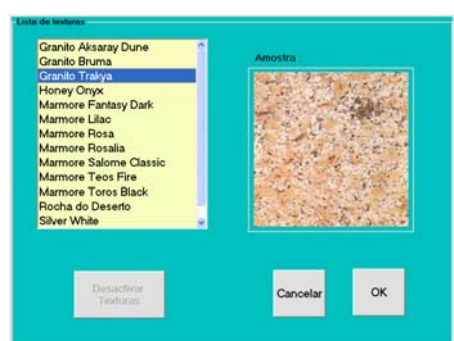 Lista de texturas
Granito Aksaray Dune
Granito Bruma
Granito Trakya
Honey Onyx
Marmore Fantasy Dark
Marmore Lilac
Marmore Rosa
Marmore Rosalia
Marmore Salome Classic
Marmore Teos Fire
Marmore Toros Black
Rocha do Deserto
Silver White
Amostra :
Desactivar
Texturas
Cancelar
OK